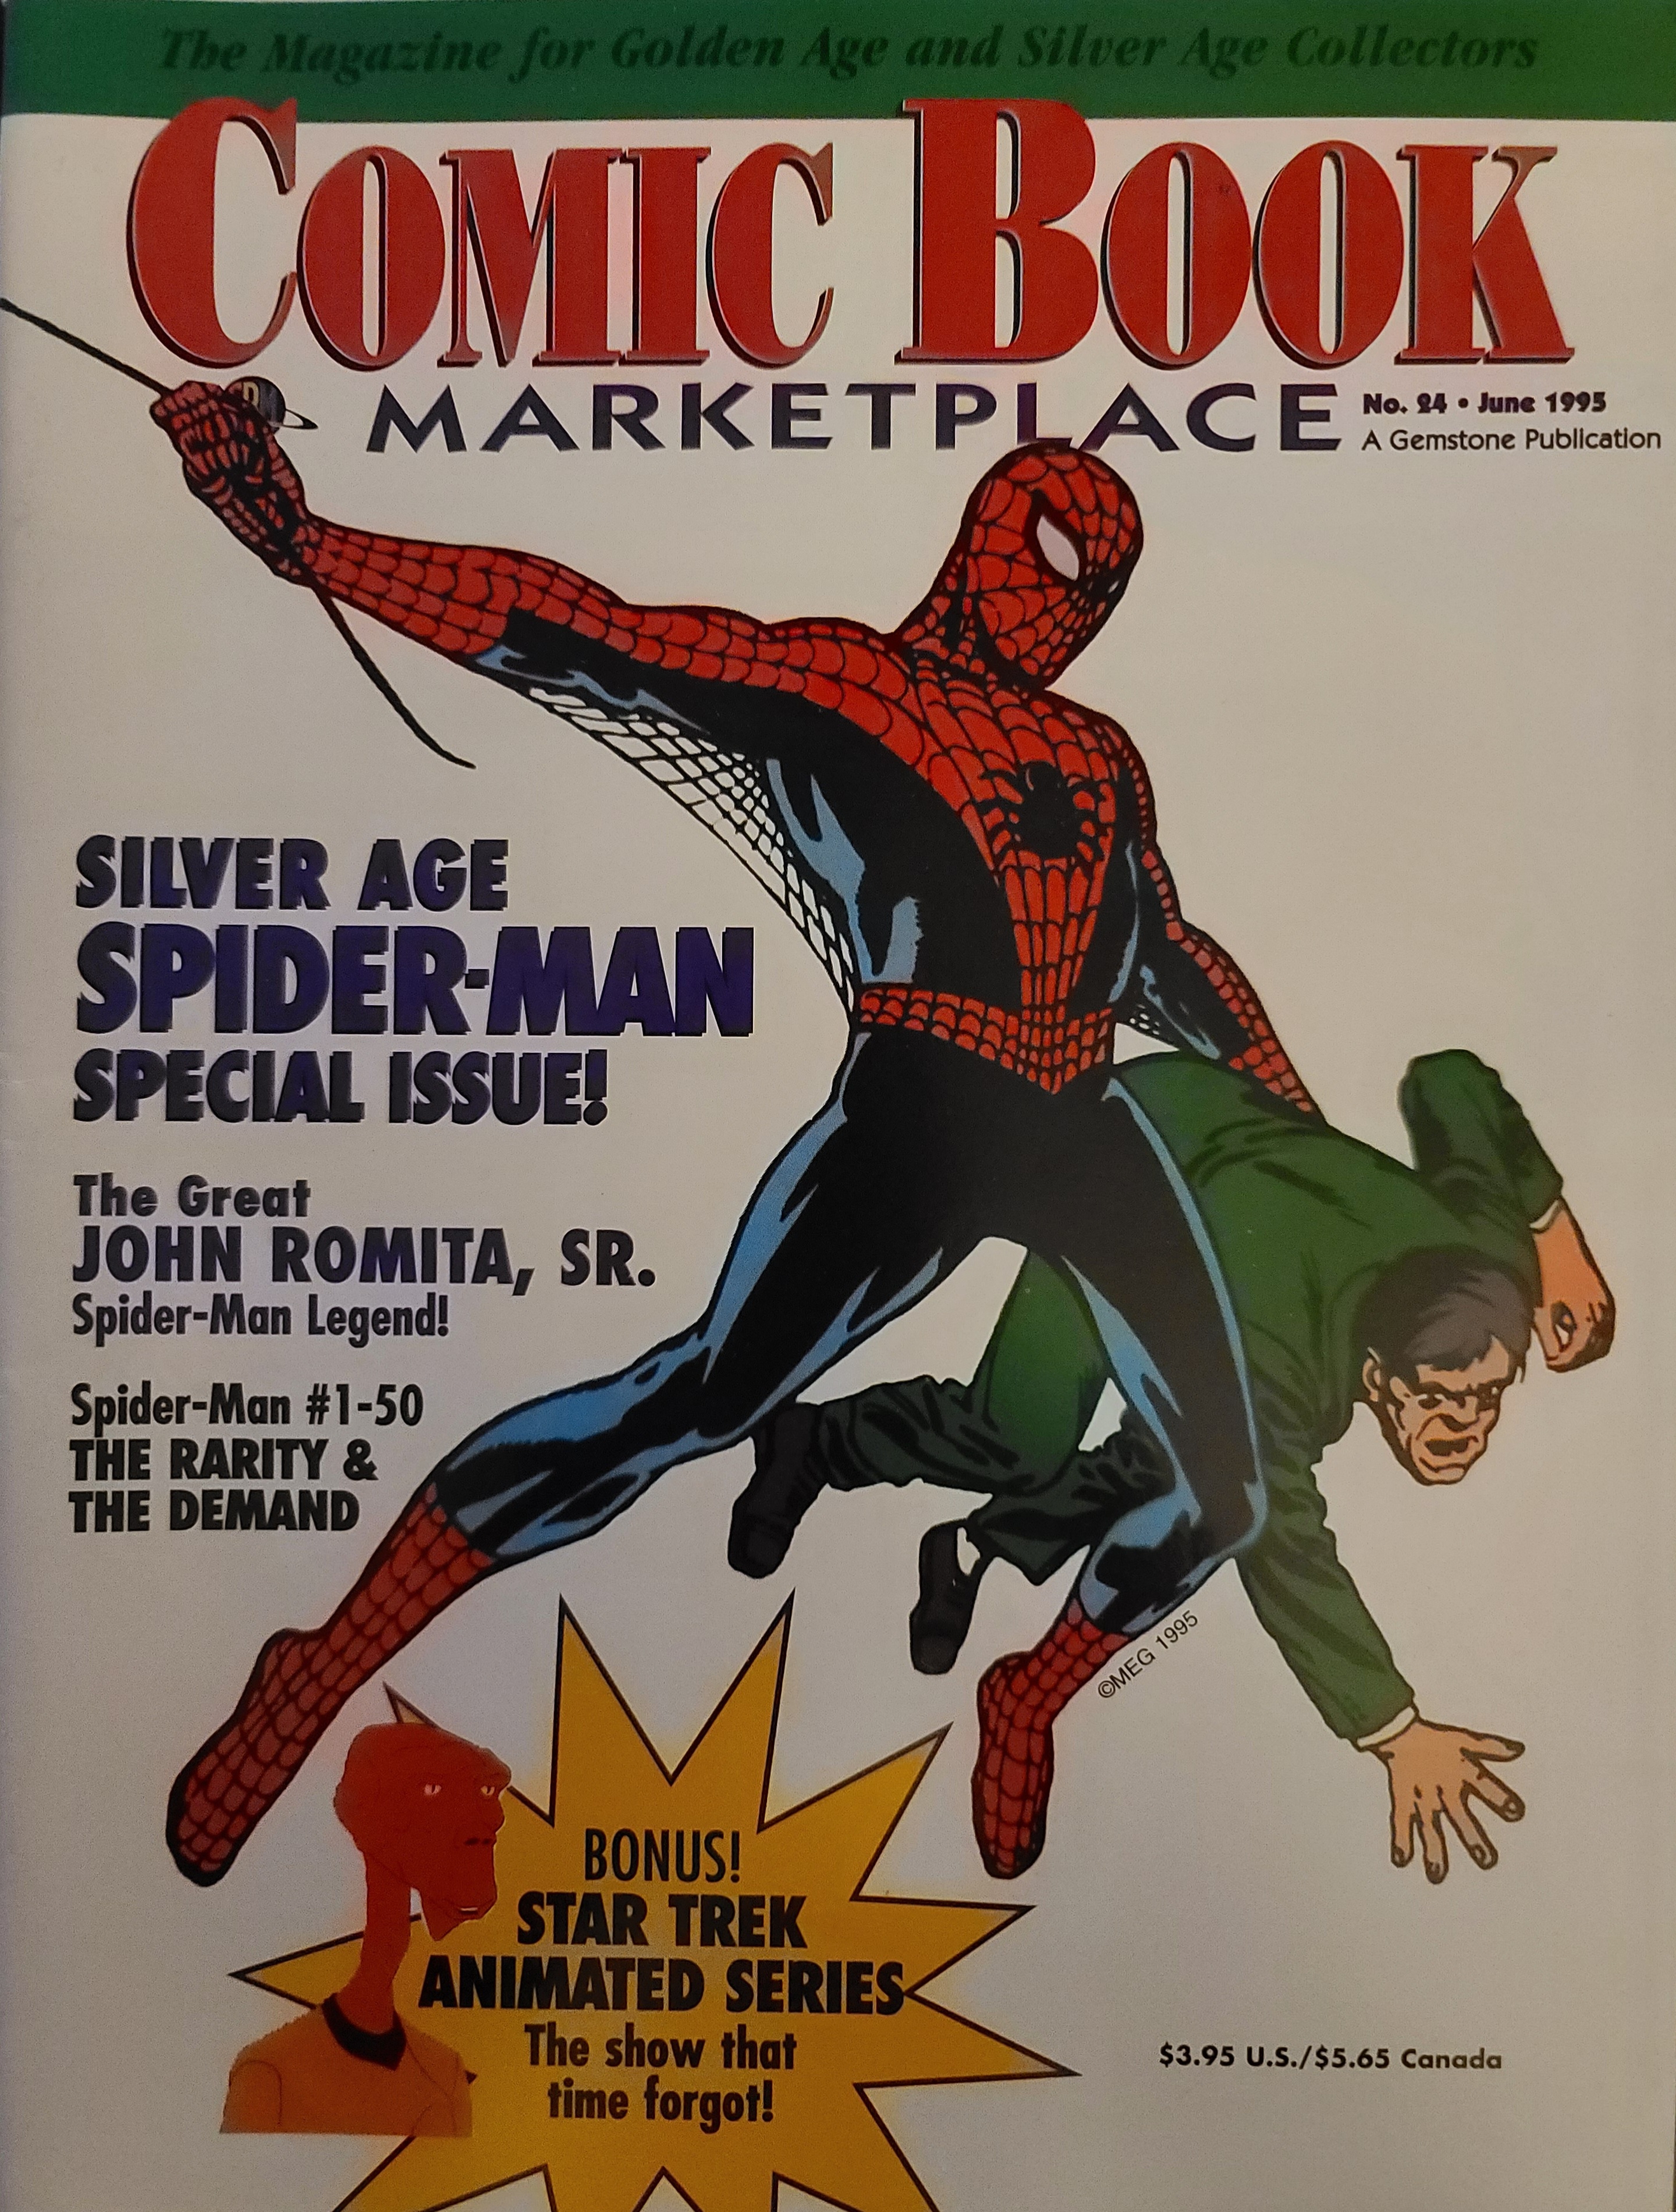 The Magazine for Golden Age and Silver Age Collectors
COMIC BOOK
MARKETPLACE
No. 24 • June 1995
A Gemstone Publication
SILVER AGE
SPIDER-MAN
SPECIAL ISSUE!
The Great
JOHN ROMITA, SR.
Spider-Man Legend!
Spider-Man #1-50
THE RARITY &
THE DEMAND
©MEG 1995
BONUS!
STAR TREK
ANIMATED SERIES
The show that
time forgot!
$3.95 U.S./$5.65 Canada